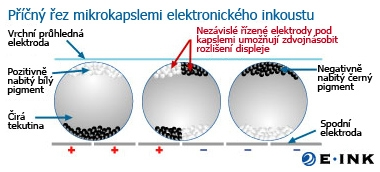 Příčný řez mikrokapslemi elektronického inkoustu
Vrchní průhledná
elektroda
Nezávislé řízené elektrody pod
kapslemi umožňují zdvojnásobit
rozlišení displeje
Pozitivně
nabitý bílý
pigment
Negativně
nabitý černý
pigment
Čirá
tekutina
Spodní
elektroda
+ + + – – –
E·INK